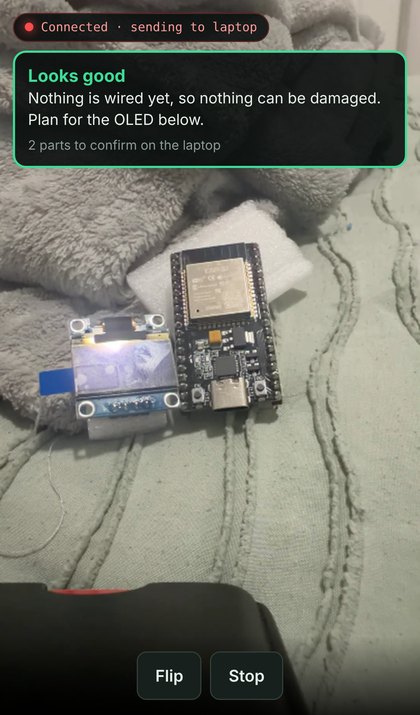 Connected · sending to laptop
Looks good
Nothing is wired yet, so nothing can be damaged.
Plan for the OLED below.
2 parts to confirm on the laptop
Flip
Stop